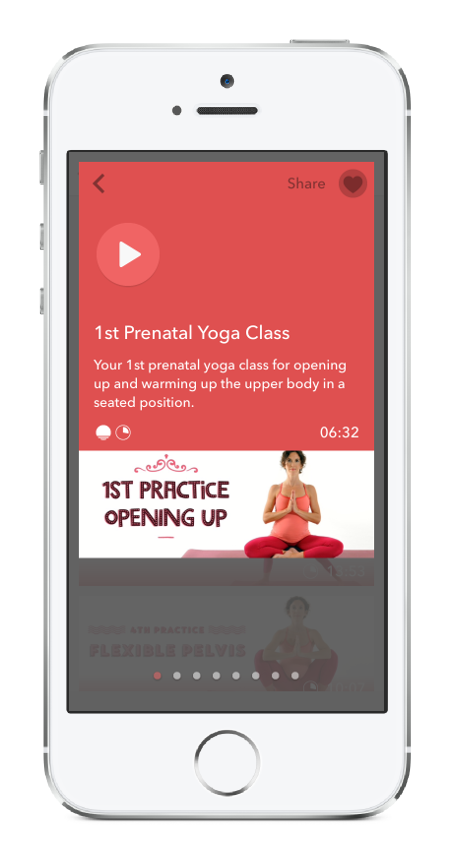 Share
1st Prenatal Yoga Class
Your 1st prenatal yoga class for opening
up and warming up the upper body in a
seated position.
06:32
1ST PRACTiCE
OPENING UP
4TH PRACTICE
FLEXIBLE PELVIS